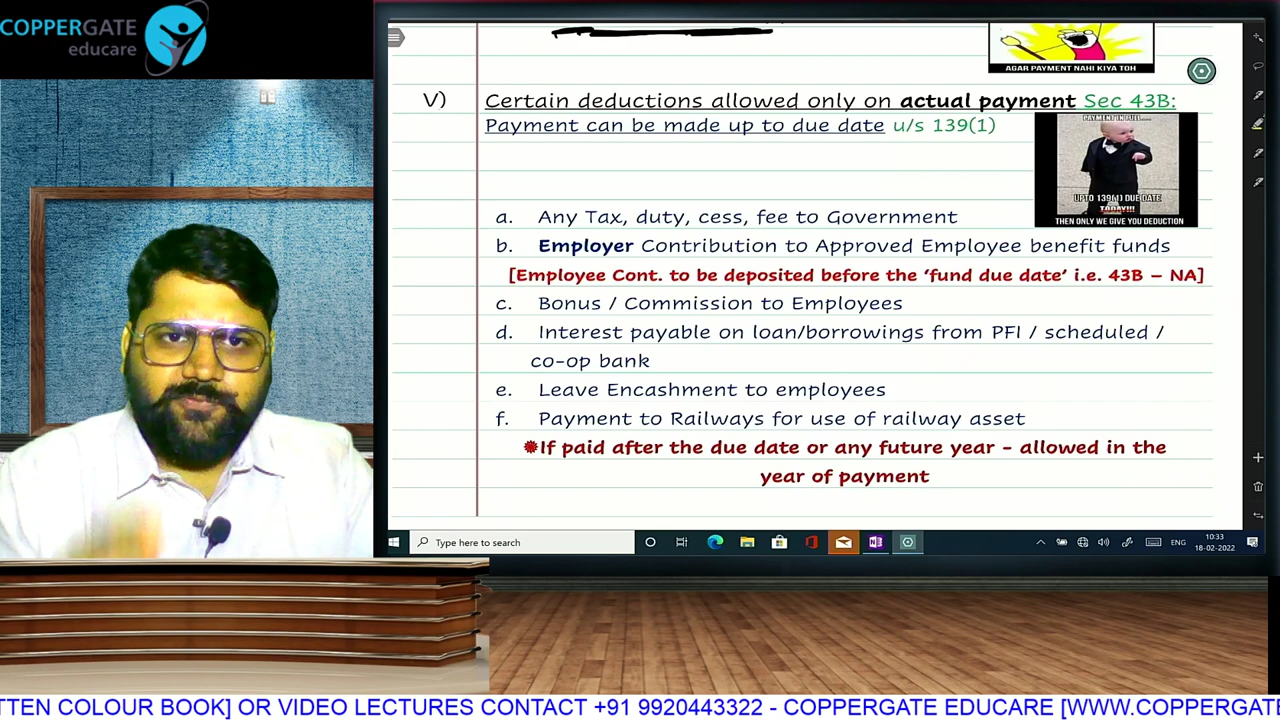 COPPERGATE
educare
AGAR PAYMENT NAHI KIYA TOH
V) Certain deductions allowed only on actual payment Sec 43B:
Payment can be made up to due date u/s 139(1)
PAYMENT IN FULL....
UPTO 139(1) DUE DATE
TODAY!!!
THEN ONLY WE GIVE YOU DEDUCTION
a. Any Tax, duty, cess, fee to Government
b. Employer Contribution to Approved Employee benefit funds
[Employee Cont. to be deposited before the ‘fund due date’ i.e. 43B – NA]
c. Bonus / Commission to Employees
d. Interest payable on loan/borrowings from PFI / scheduled /
co-op bank
e. Leave Encashment to employees
f. Payment to Railways for use of railway asset
✹If paid after the due date or any future year - allowed in the
year of payment
Type here to search
ENG
10:33
18-02-2022
TTEN COLOUR BOOK] OR VIDEO LECTURES CONTACT +91 9920443322 - COPPERGATE EDUCARE [WWW.COPPERGATE